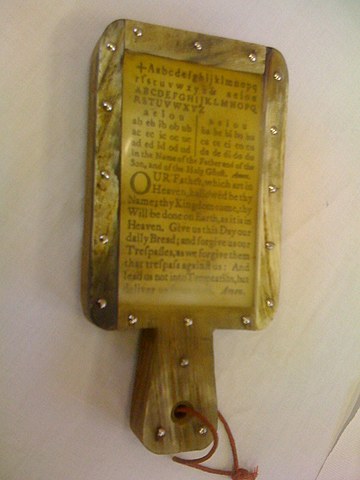 +Aabcdefghijklmnopq
rſstuvwxyz& aeiou
ABCDEFGHIJKLMNOPQ
RSTUVWXYZ
a e i o u a e i o u
ab eb ib ob ub ba be bi bo bu
ac ec ic oc uc ca ce ci co cu
ad ed id od ud da de di do du
In the Name of the Father and of the
Son, and of the Holy Ghost. Amen.
OUR Father, which art in
Heaven, hallowed be thy
Name; thy Kingdom come, thy
Will be done on Earth, as it is in
Heaven. Give us this Day our
daily Bread; and forgive us our
Treſpaſſes, as we forgive them
that treſpaſs againſt us: And
lead us not into Temptation, but
deliver us Amen.